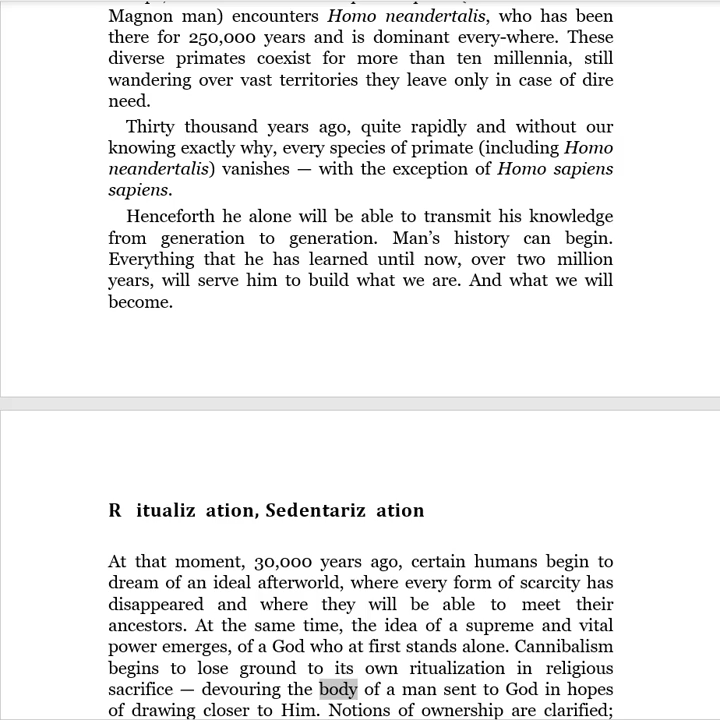 Magnon man) encounters Homo neandertalis, who has been
there for 250,000 years and is dominant every-where. These
diverse primates coexist for more than ten millennia, still
wandering over vast territories they leave only in case of dire
need.
Thirty thousand years ago, quite rapidly and without our
knowing exactly why, every species of primate (including Homo
neandertalis) vanishes — with the exception of Homo sapiens
sapiens.
Henceforth he alone will be able to transmit his knowledge
from generation to generation. Man’s history can begin.
Everything that he has learned until now, over two million
years, will serve him to build what we are. And what we will
become.
R itualiz ation, Sedentariz ation
At that moment, 30,000 years ago, certain humans begin to
dream of an ideal afterworld, where every form of scarcity has
disappeared and where they will be able to meet their
ancestors. At the same time, the idea of a supreme and vital
power emerges, of a God who at first stands alone. Cannibalism
begins to lose ground to its own ritualization in religious
sacrifice — devouring the body of a man sent to God in hopes
of drawing closer to Him. Notions of ownership are clarified;